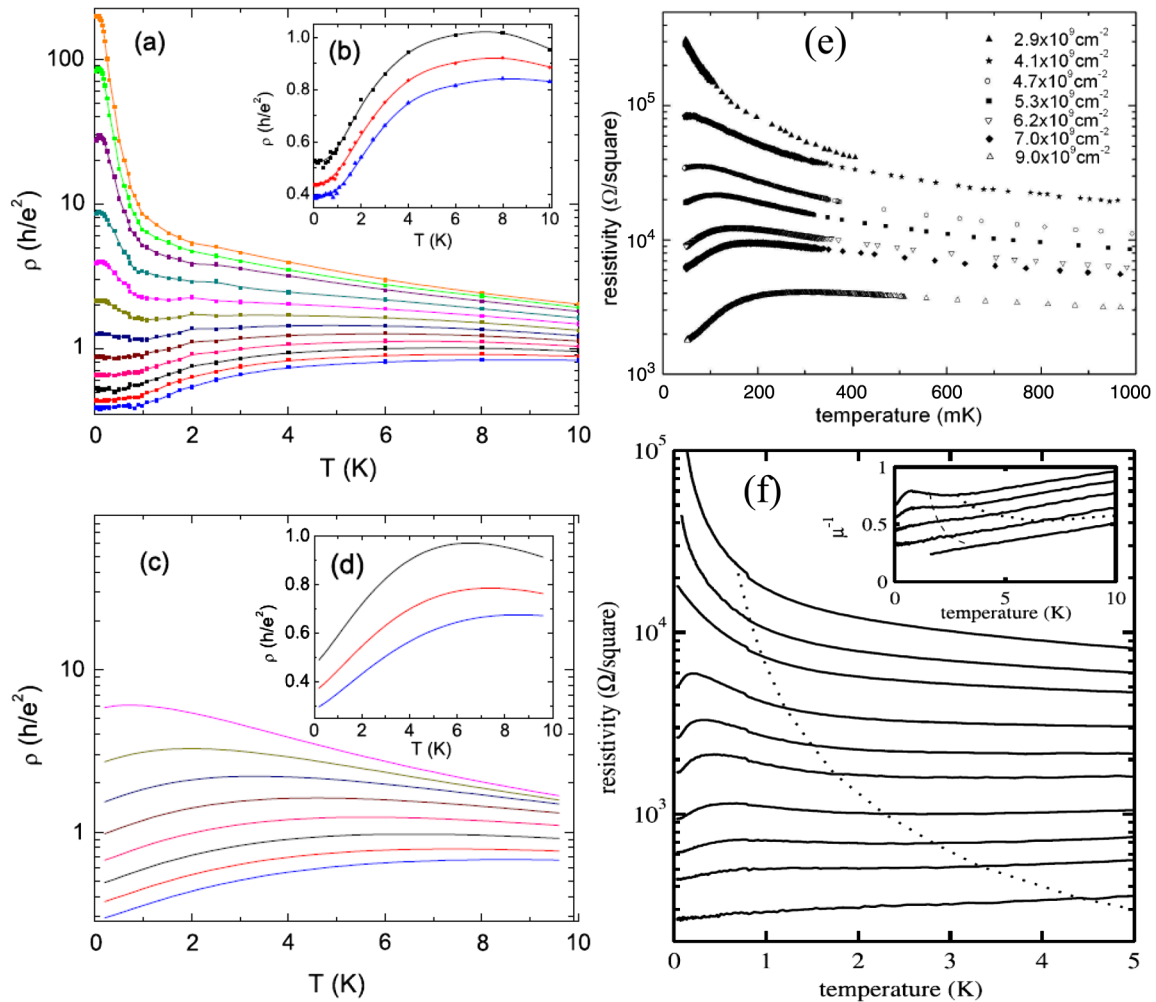 (a)
100
10
1
ρ (h/e²)
0 2 4 6 8 10
T (K)
(b)
1.0
0.8
0.6
0.4
ρ (h/e²)
0 2 4 6 8 10
T (K)
(e)
10⁵
10⁴
10³
resistivity (Ω/square)
2.9x10⁹cm⁻²
4.1x10⁹cm⁻²
4.7x10⁹cm⁻²
5.3x10⁹cm⁻²
6.2x10⁹cm⁻²
7.0x10⁹cm⁻²
9.0x10⁹cm⁻²
0 200 400 600 800 1000
temperature (mK)
(c)
10
1
ρ (h/e²)
0 2 4 6 8 10
T (K)
(d)
1.0
0.8
0.6
0.4
ρ (h/e²)
0 2 4 6 8 10
T (K)
(f)
10⁵
10⁴
10³
resistivity (Ω/square)
0 1 2 3 4 5
temperature (K)
1
0.5
0
μ⁻¹
0 5 10
temperature (K)